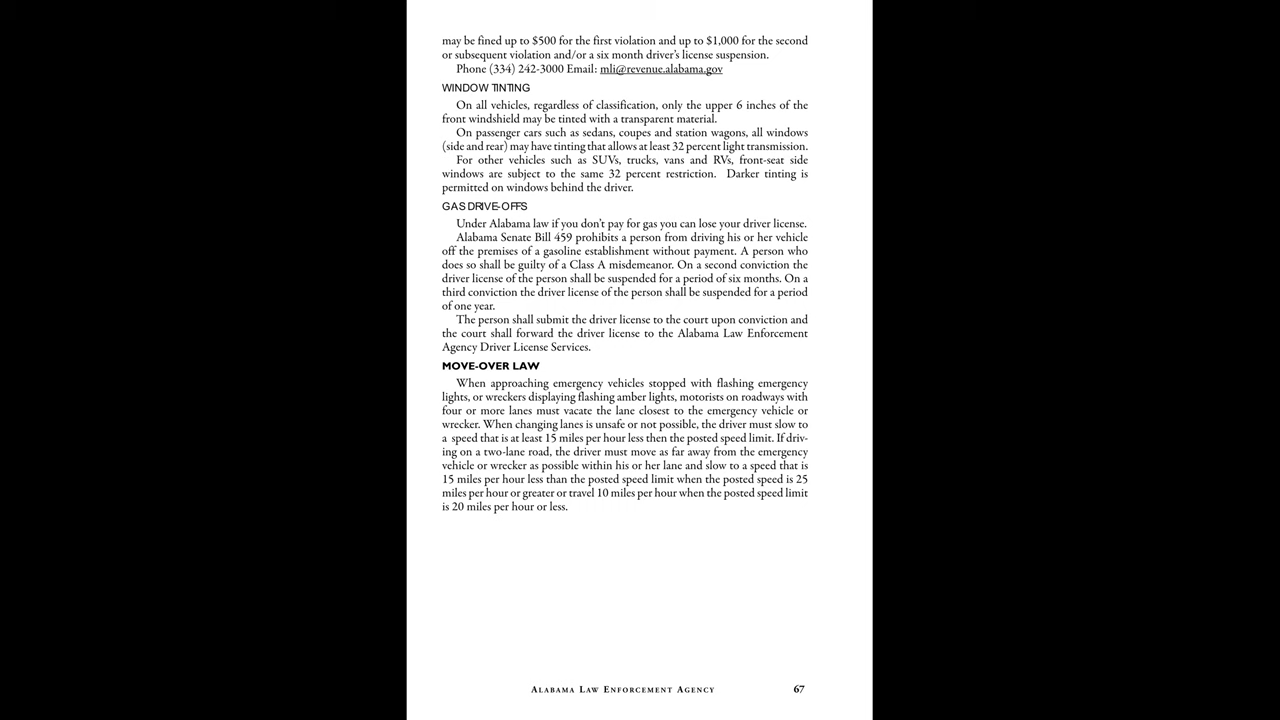 may be fined up to $500 for the first violation and up to $1,000 for the second
or subsequent violation and/or a six month driver's license suspension.
Phone (334) 242-3000 Email: mli@revenue.alabama.gov
WINDOW TINTING
On all vehicles, regardless of classification, only the upper 6 inches of the
front windshield may be tinted with a transparent material.
On passenger cars such as sedans, coupes and station wagons, all windows
(side and rear) may have tinting that allows at least 32 percent light transmission.
For other vehicles such as SUVs, trucks, vans and RVs, front-seat side
windows are subject to the same 32 percent restriction. Darker tinting is
permitted on windows behind the driver.
GAS DRIVE-OFFS
Under Alabama law if you don't pay for gas you can lose your driver license.
Alabama Senate Bill 459 prohibits a person from driving his or her vehicle
off the premises of a gasoline establishment without payment. A person who
does so shall be guilty of a Class A misdemeanor. On a second conviction the
driver license of the person shall be suspended for a period of six months. On a
third conviction the driver license of the person shall be suspended for a period
of one year.
The person shall submit the driver license to the court upon conviction and
the court shall forward the driver license to the Alabama Law Enforcement
Agency Driver License Services.
MOVE-OVER LAW
When approaching emergency vehicles stopped with flashing emergency
lights, or wreckers displaying flashing amber lights, motorists on roadways with
four or more lanes must vacate the lane closest to the emergency vehicle or
wrecker. When changing lanes is unsafe or not possible, the driver must slow to
a speed that is at least 15 miles per hour less then the posted speed limit. If driv-
ing on a two-lane road, the driver must move as far away from the emergency
vehicle or wrecker as possible within his or her lane and slow to a speed that is
15 miles per hour less than the posted speed limit when the posted speed is 25
miles per hour or greater or travel 10 miles per hour when the posted speed limit
is 20 miles per hour or less.
ALABAMA LAW ENFORCEMENT AGENCY 67